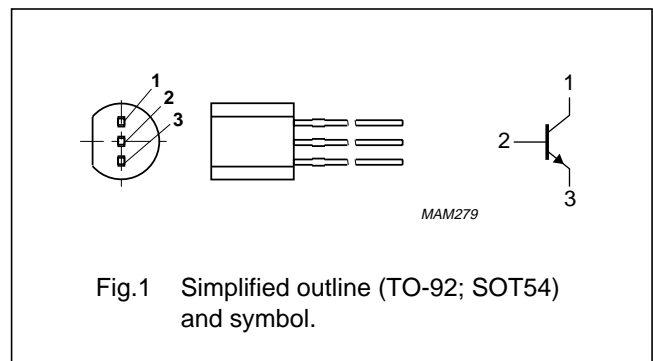 1
2
3
1
2
3
MAM279
Fig.1 Simplified outline (TO-92; SOT54)
and symbol.